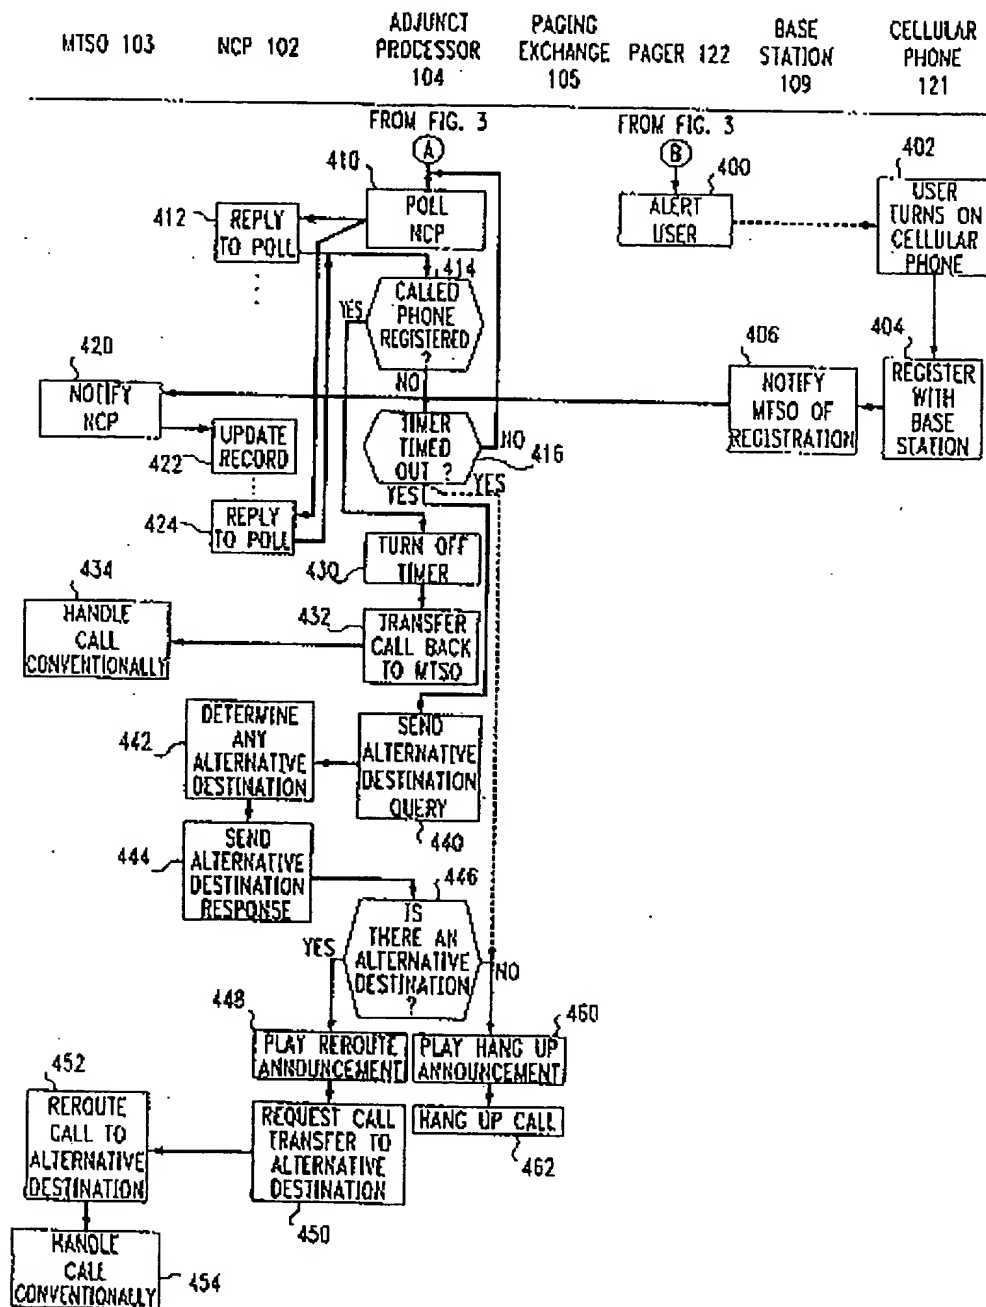 MTSO 103
NCP 102
ADJUNCT
PROCESSOR
104
PAGING
EXCHANGE
105
PAGER 122
BASE
STATION
109
CELLULAR
PHONE
121
FROM FIG. 3
A
FROM FIG. 3
B
410
POLL
NCP
400
ALERT
USER
402
USER
TURNS ON
CELLULAR
PHONE
412
REPLY
TO POLL
414
CALLED
PHONE
REGISTERED
?
YES
NO
420
NOTIFY
NCP
406
NOTIFY
MTSO OF
REGISTRATION
404
REGISTER
WITH
BASE
STATION
UPDATE
RECORD
422
TIMER
TIMED
OUT ?
NO
416
YES
YES
REPLY
TO POLL
424
TURN OFF
TIMER
430
434
HANDLE
CALL
CONVENTIONALLY
432
TRANSFER
CALL BACK
TO MTSO
442
DETERMINE
ANY
ALTERNATIVE
DESTINATION
SEND
ALTERNATIVE
DESTINATION
QUERY
440
444
SEND
ALTERNATIVE
DESTINATION
RESPONSE
446
IS
THERE AN
ALTERNATIVE
DESTINATION
?
YES
NO
448
PLAY REROUTE
ANNOUNCEMENT
460
PLAY HANG UP
ANNOUNCEMENT
452
REROUTE
CALL TO
ALTERNATIVE
DESTINATION
REQUEST CALL
TRANSFER TO
ALTERNATIVE
DESTINATION
450
HANG UP CALL
462
HANDLE
CALL
CONVENTIONALLY
454